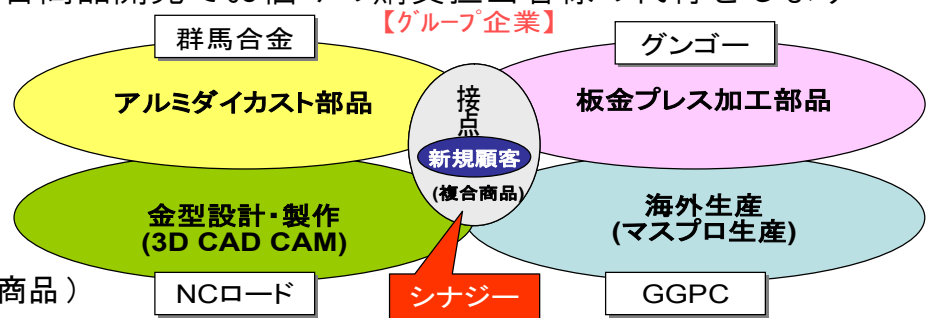 【グループ企業】
群馬合金
グンゴー
アルミダイカスト部品
接点
板金プレス加工部品
新規顧客
(複合商品)
金型設計・製作
(3D CAD CAM)
海外生産
(マスプロ生産)
商品）
NCロード
シナジー
GGPC